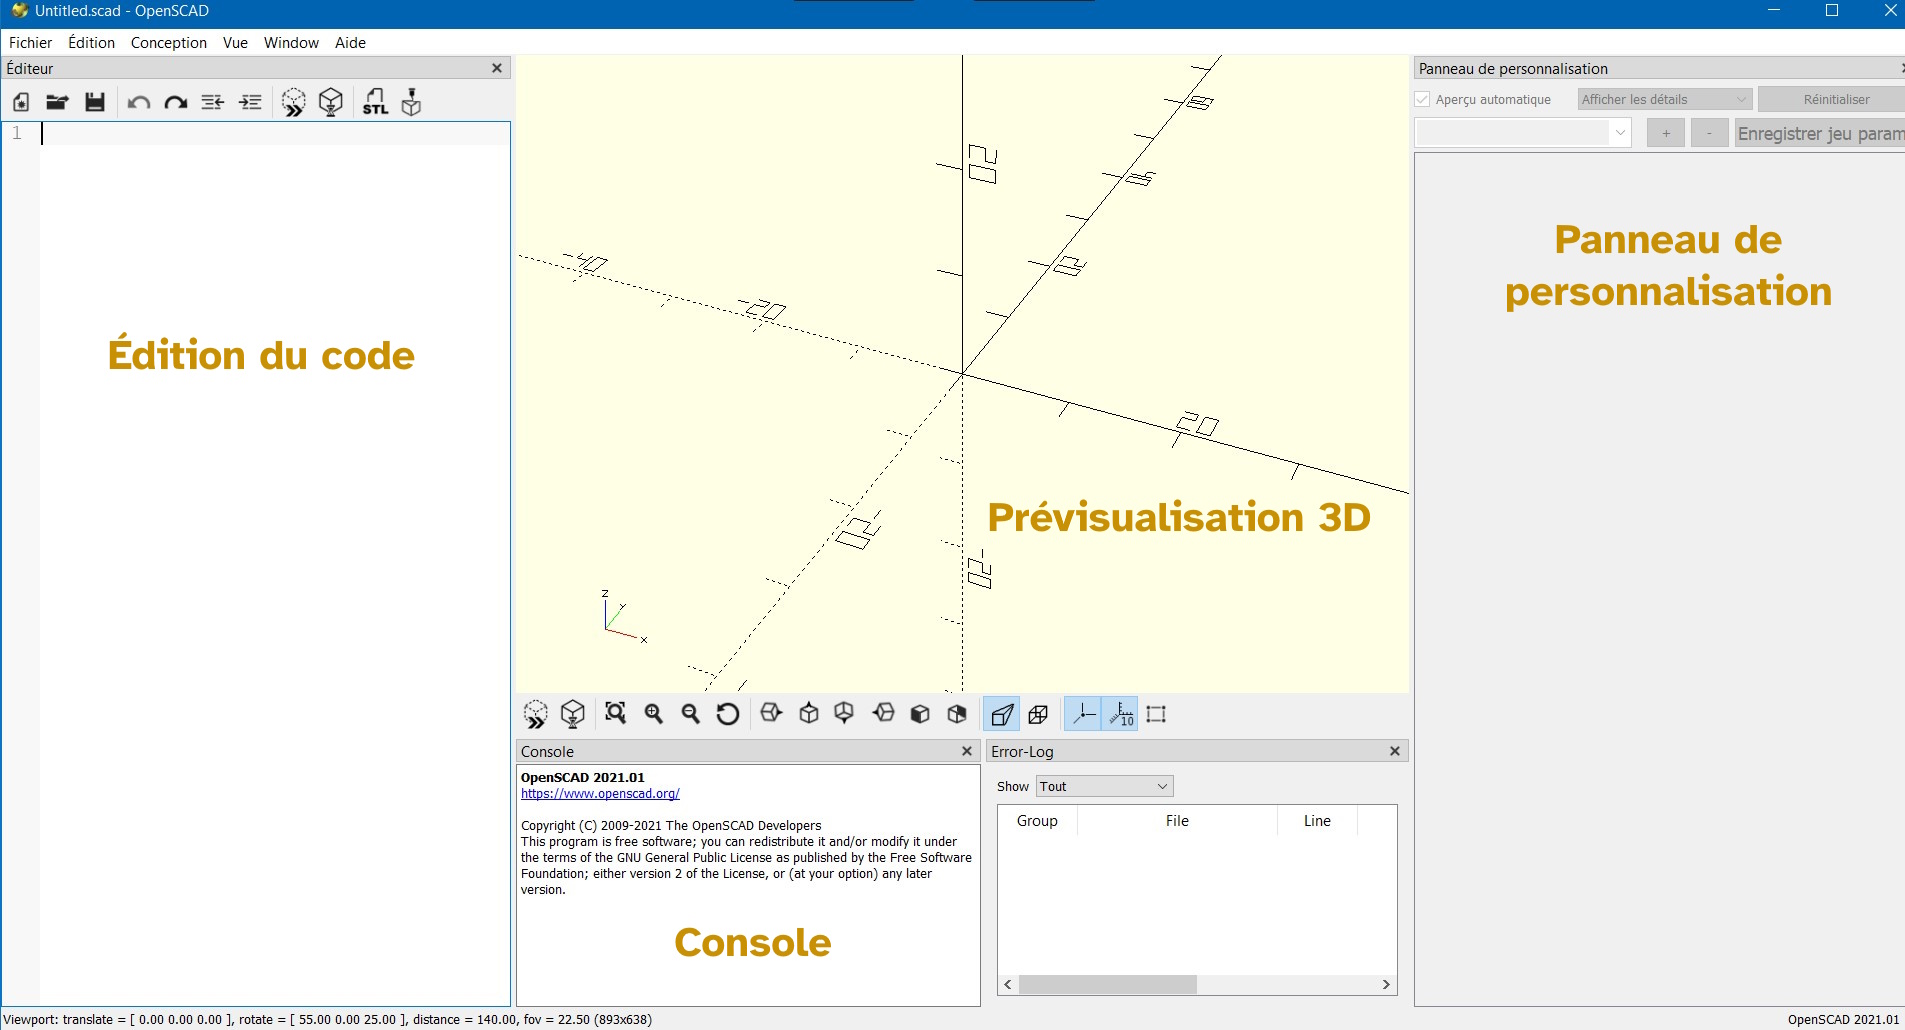 Untitled.scad - OpenSCAD
Fichier Édition Conception Vue Window Aide
Éditeur
STL
1
Édition du code
20
20
-40
-20
20
-20
-20
Prévisualisation 3D
Z
Y
X
10
Console
OpenSCAD 2021.01
https://www.openscad.org/
Copyright (C) 2009-2021 The OpenSCAD Developers
This program is free software; you can redistribute it and/or modify it under
the terms of the GNU General Public License as published by the Free Software
Foundation; either version 2 of the License, or (at your option) any later
version.
Console
Error-Log
Show Tout
Group File Line
Panneau de personnalisation
Aperçu automatique Afficher les détails Réinitialiser
+ - Enregistrer jeu param
Panneau de
personnalisation
Viewport: translate = [ 0.00 0.00 0.00 ], rotate = [ 55.00 0.00 25.00 ], distance = 140.00, fov = 22.50 (893x638)
OpenSCAD 2021.01